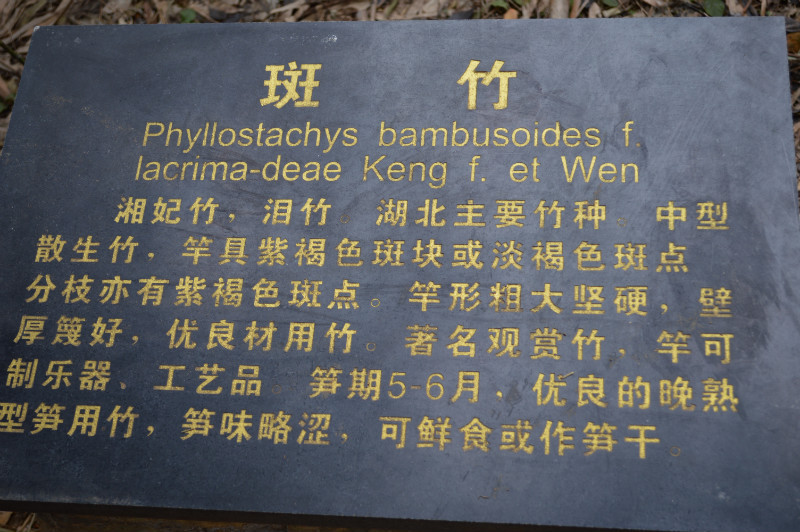 斑 竹
Phyllostachys bambusoides f.
lacrima-deae Keng f. et Wen
湘妃竹，泪竹。湖北主要竹种。中型
散生竹，竿具紫褐色斑块或淡褐色斑点
分枝亦有紫褐色斑点。竿形粗大坚硬，壁
厚篾好，优良材用竹。著名观赏竹，竿可
制乐器、工艺品。笋期5-6月，优良的晚熟
型笋用竹，笋味略涩，可鲜食或作笋干。